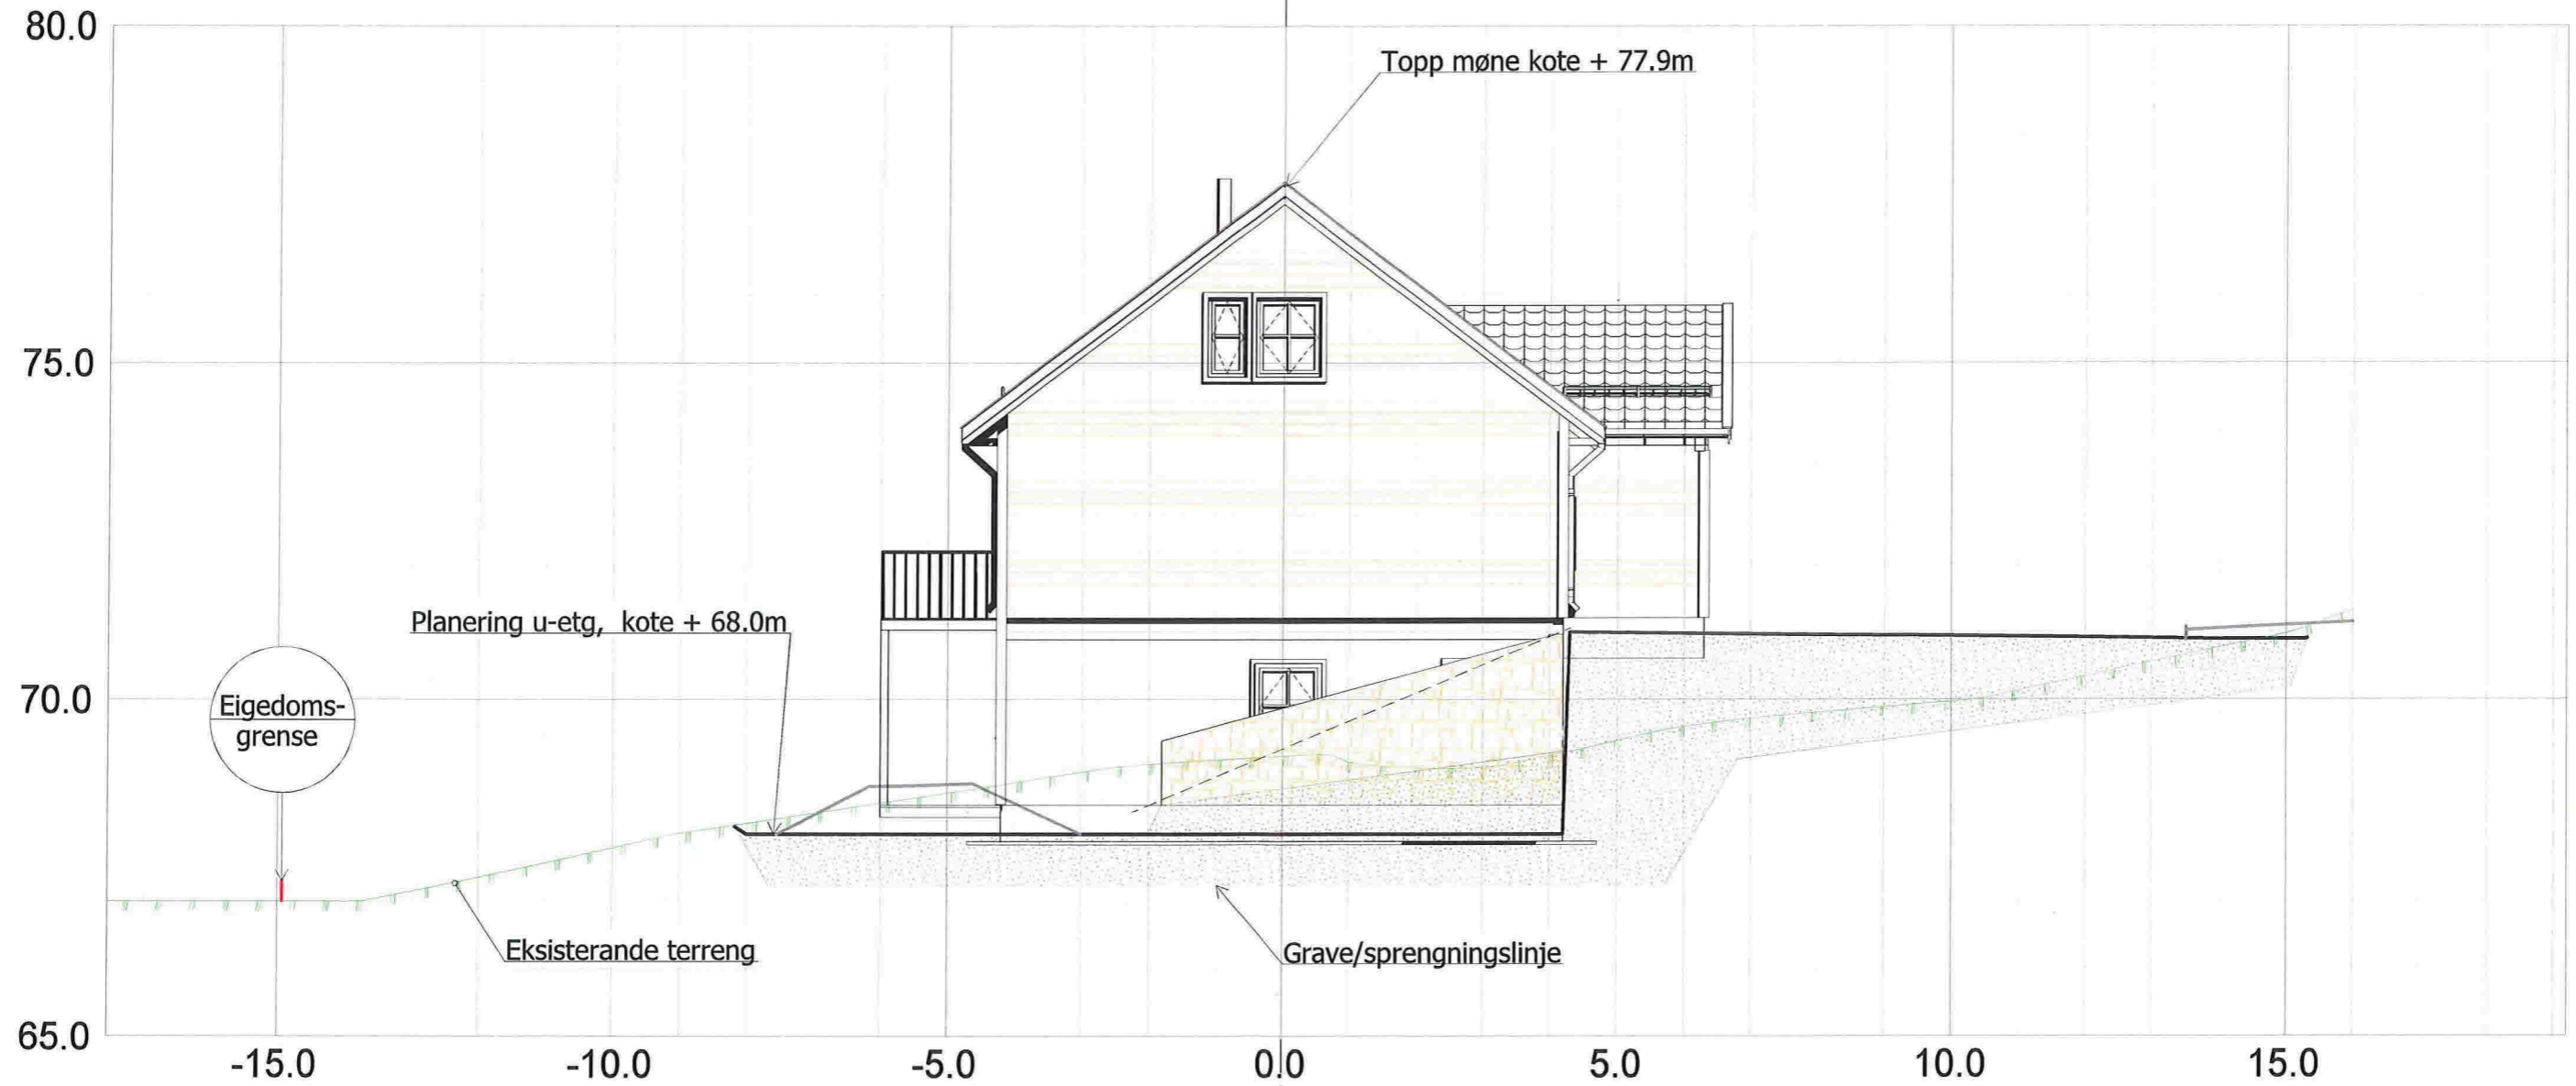 80.0
Topp møne kote + 77.9m
75.0
Planering u-etg, kote + 68.0m
70.0
Eigedoms-
grense
Eksisterande terreng
Grave/sprengningslinje
65.0
-15.0 -10.0 -5.0 0.0 5.0 10.0 15.0